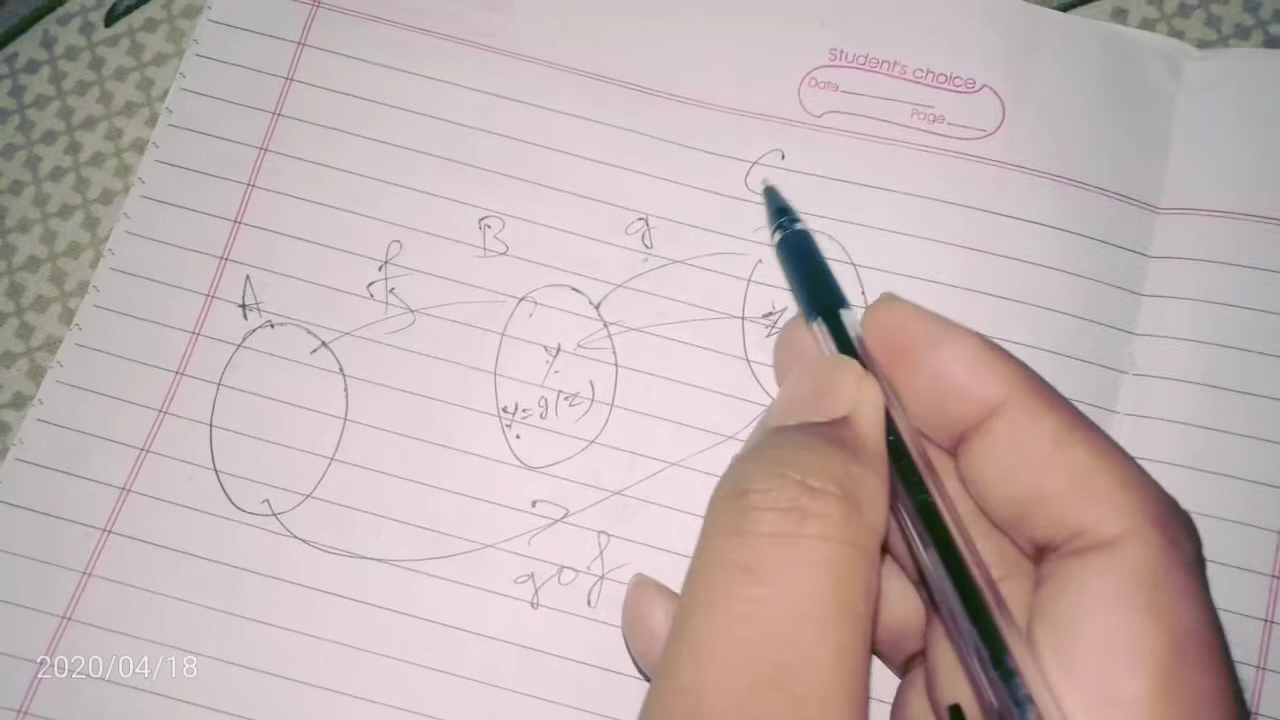 Student's choice
Date
Page
C
A f B g
y z
y = g(z)
gof
2020/04/18